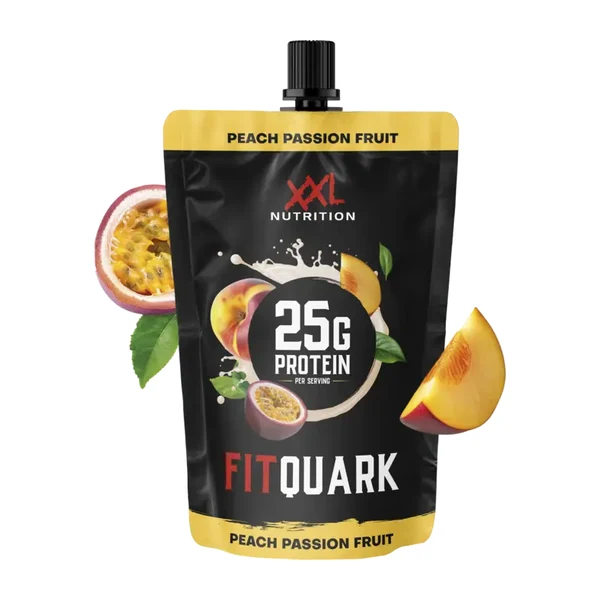 PEACH PASSION FRUIT
XXL
NUTRITION
25G
PROTEIN
PER SERVING
FITQUARK
PEACH PASSION FRUIT